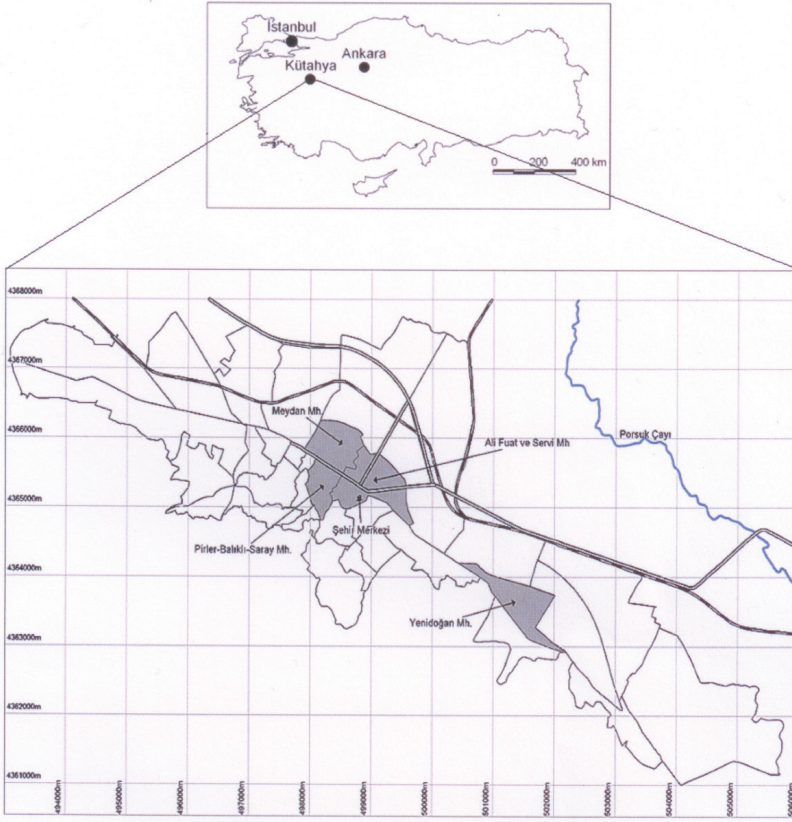 İstanbul
Ankara
Kütahya
0 200 400 km
4368000m
4367000m
Meydan Mh.
4366000m
Ali Fuat ve Servi Mh
Porsuk Çayı
4365000m
Şehir Merkezi
Pirler-Balıklı-Saray Mh.
4364000m
Yenidoğan Mh.
4363000m
4362000m
4361000m
494000m
495000m
496000m
497000m
498000m
499000m
500000m
501000m
502000m
503000m
504000m
505000m